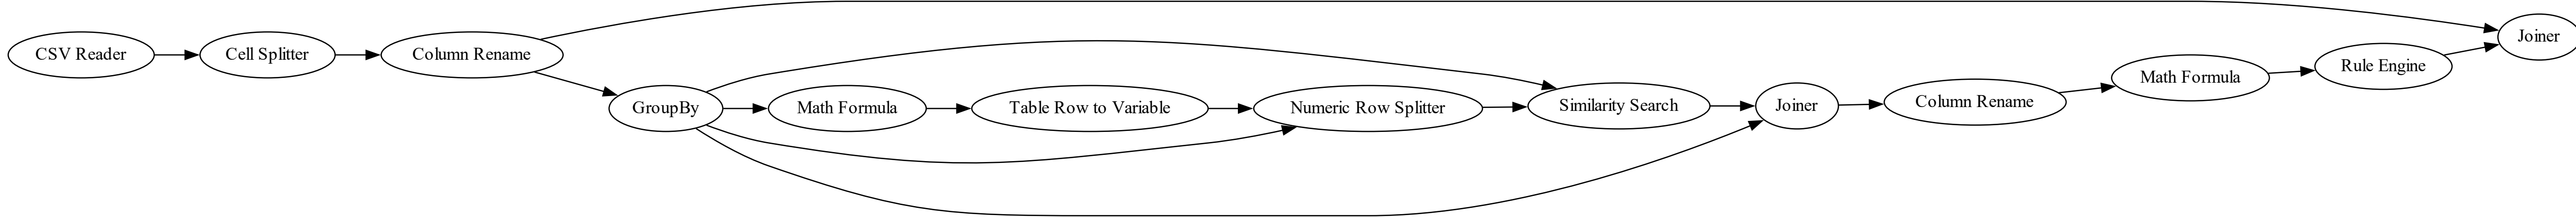 CSV Reader
Cell Splitter
Column Rename
GroupBy
Math Formula
Table Row to Variable
Numeric Row Splitter
Similarity Search
Joiner
Column Rename
Math Formula
Rule Engine
Joiner